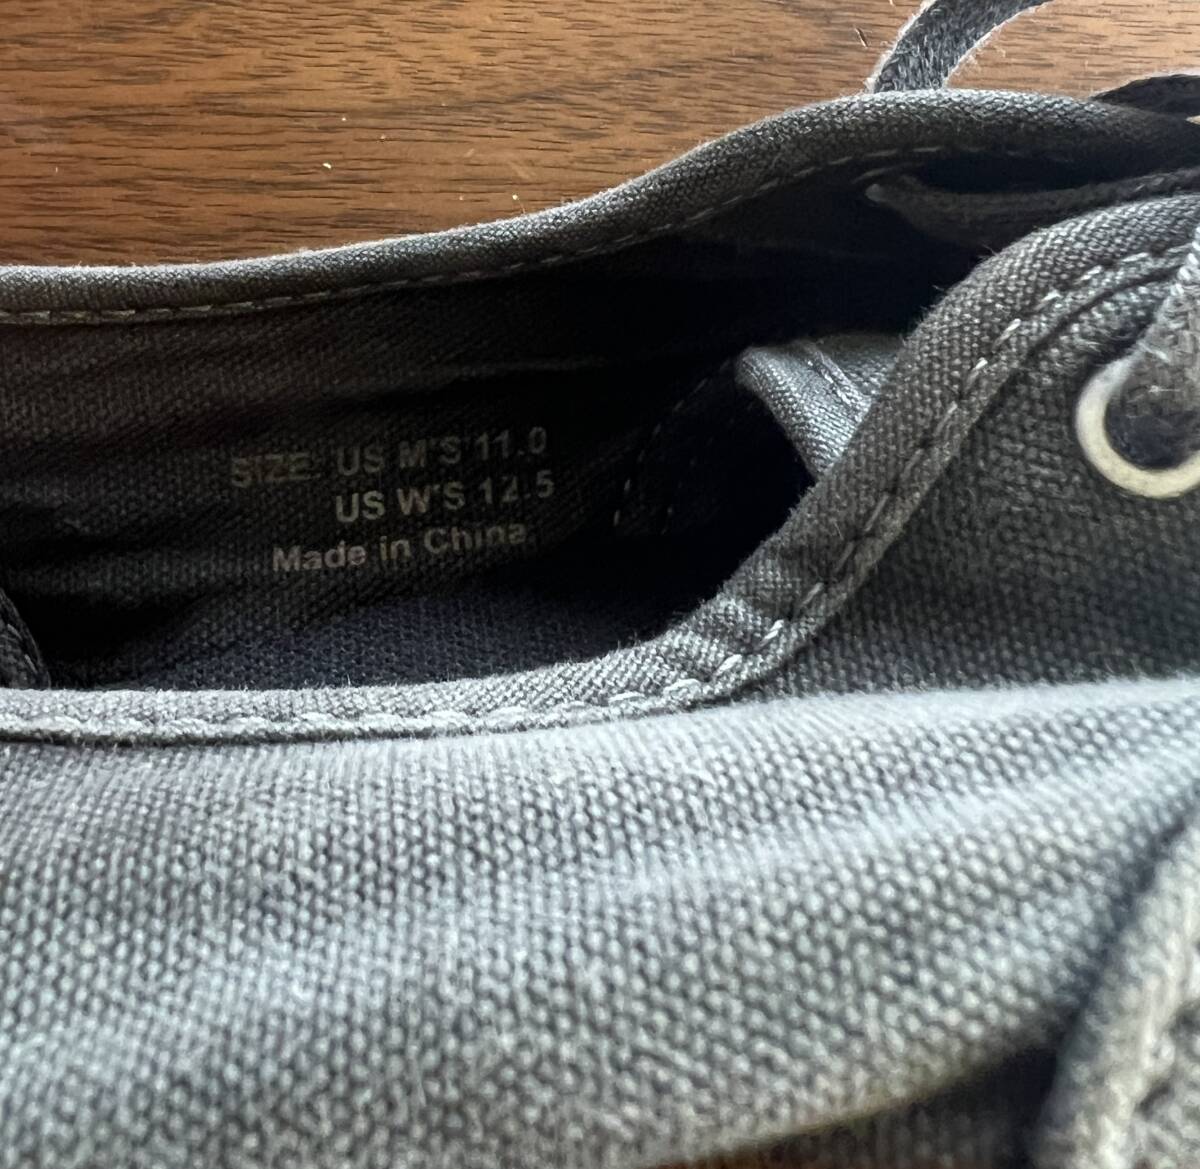 SIZE US M'S 11.0
US W'S 12.5
Made in China